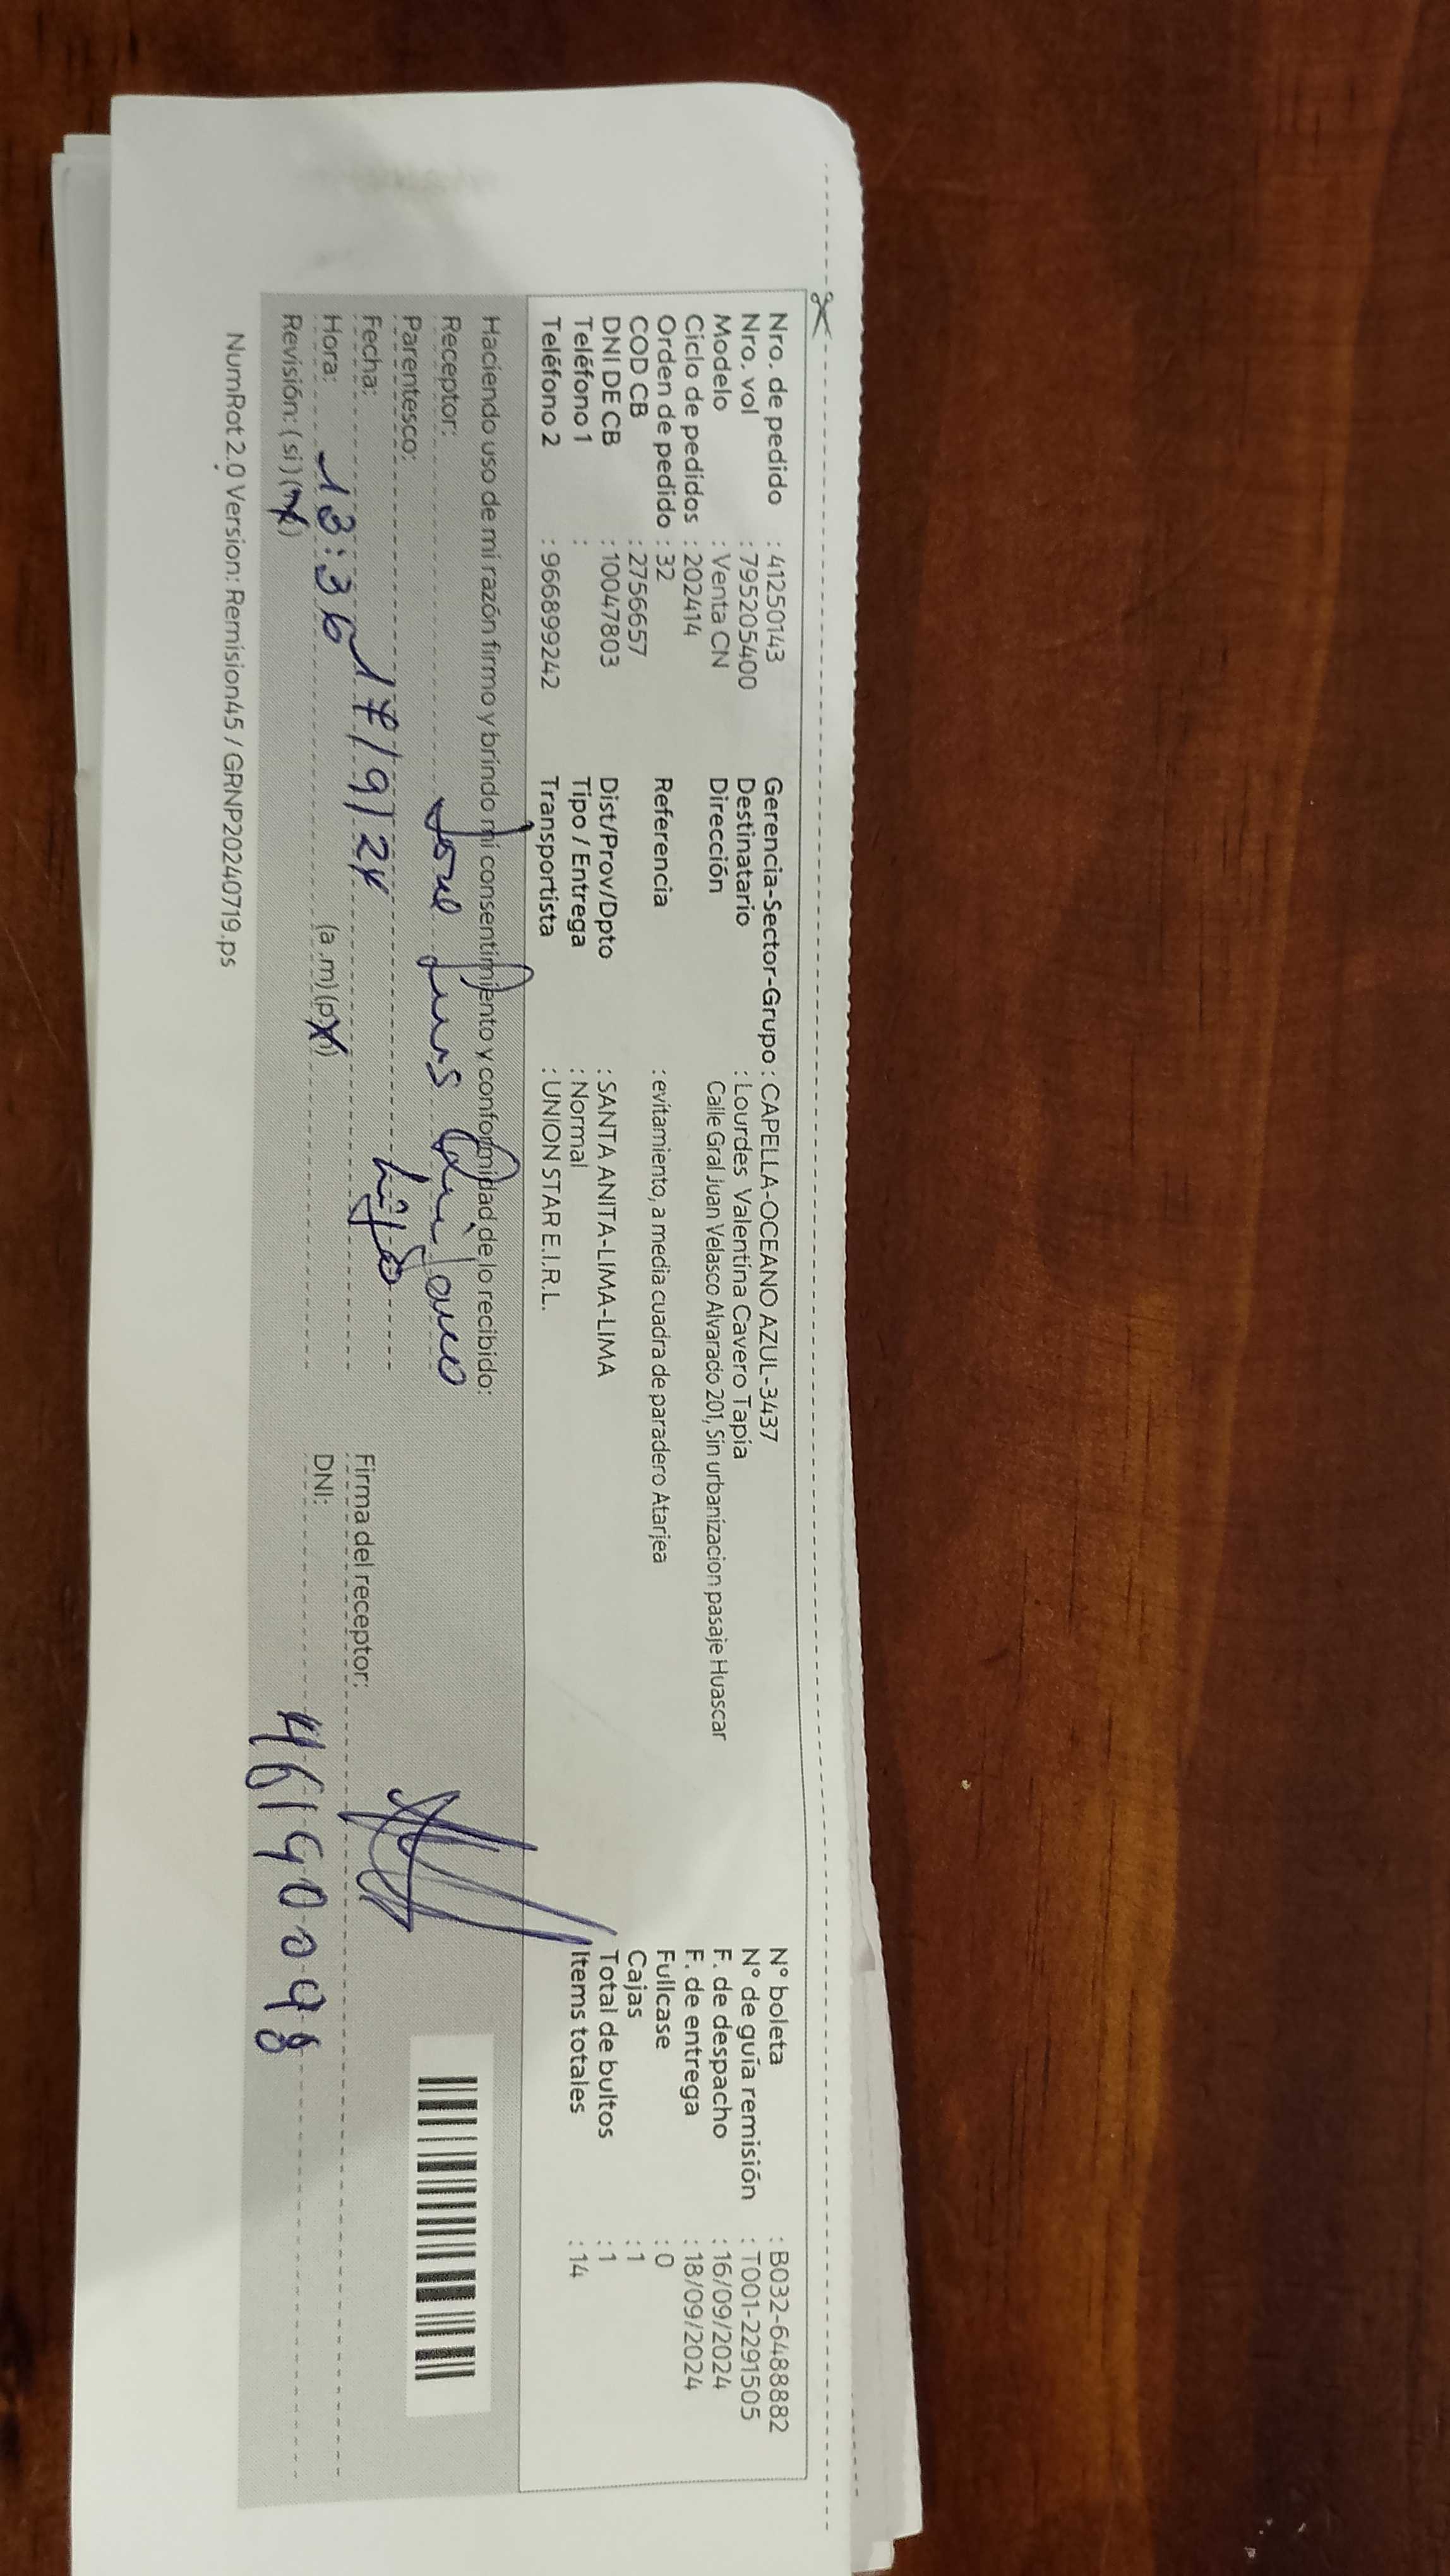 Nro. de pedido : 41250143
Nro. vol : 795205400
Modelo : Venta CN
Ciclo de pedidos : 202414
Orden de pedido : 32
COD CB : 2756657
DNI DE CB : 10047803
Teléfono 1 :
Teléfono 2 : 966899242
Gerencia-Sector-Grupo : CAPELLA-OCEANO AZUL-3437
Destinatario : Lourdes Valentina Cavero Tapia
Dirección Calle Gral Juan Velasco Alvarado 201, Sin urbanizacion pasaje Huascar
Referencia : evitamiento, a media cuadra de paradero Atarjea
Dist/Prov/Dpto : SANTA ANITA-LIMA-LIMA
Tipo / Entrega : Normal
Transportista : UNION STAR E.I.R.L.
N° boleta : B032-6488882
N° de guía remisión : T001-2291505
F. de despacho : 16/09/2024
F. de entrega : 18/09/2024
Fullcase : 0
Cajas : 1
Total de bultos : 1
Items totales : 14
Haciendo uso de mi razón firmo y brindo mi consentimiento y conformidad de lo recibido:
Receptor: Jose Luis
Parentesco: hijo
Fecha: 17/9/24
Hora: 13:36 (a.m) (p.m)
Revisión: (si) (no)
Firma del receptor:
DNI: 46190098
NumRot 2.0 Version: Remision45 / GRNP20240719.ps